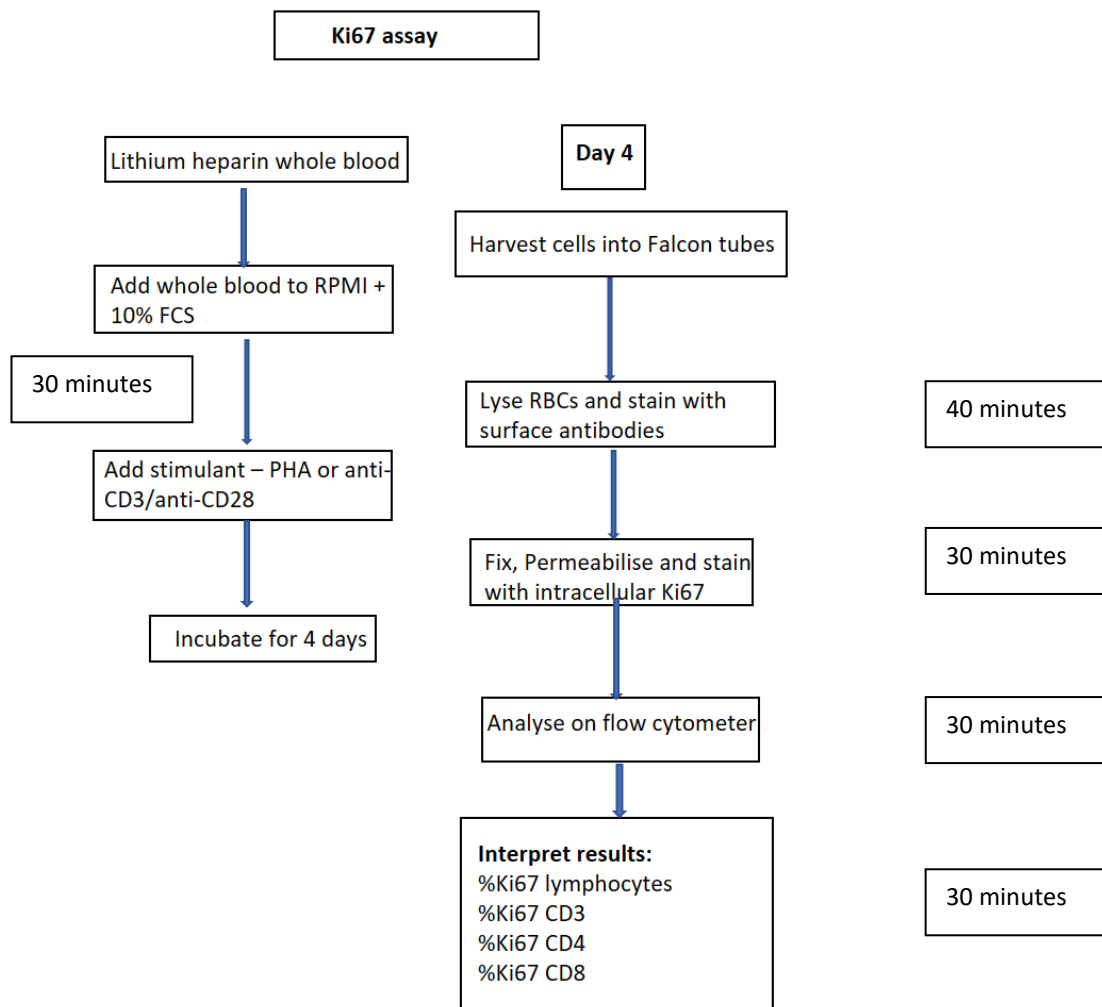 Ki67 assay
Lithium heparin whole blood
Add whole blood to RPMI +
10% FCS
30 minutes
Add stimulant – PHA or anti-
CD3/anti-CD28
Incubate for 4 days
Day 4
Harvest cells into Falcon tubes
Lyse RBCs and stain with
surface antibodies
40 minutes
Fix, Permeabilise and stain
with intracellular Ki67
30 minutes
Analyse on flow cytometer
30 minutes
Interpret results:
%Ki67 lymphocytes
%Ki67 CD3
%Ki67 CD4
%Ki67 CD8
30 minutes